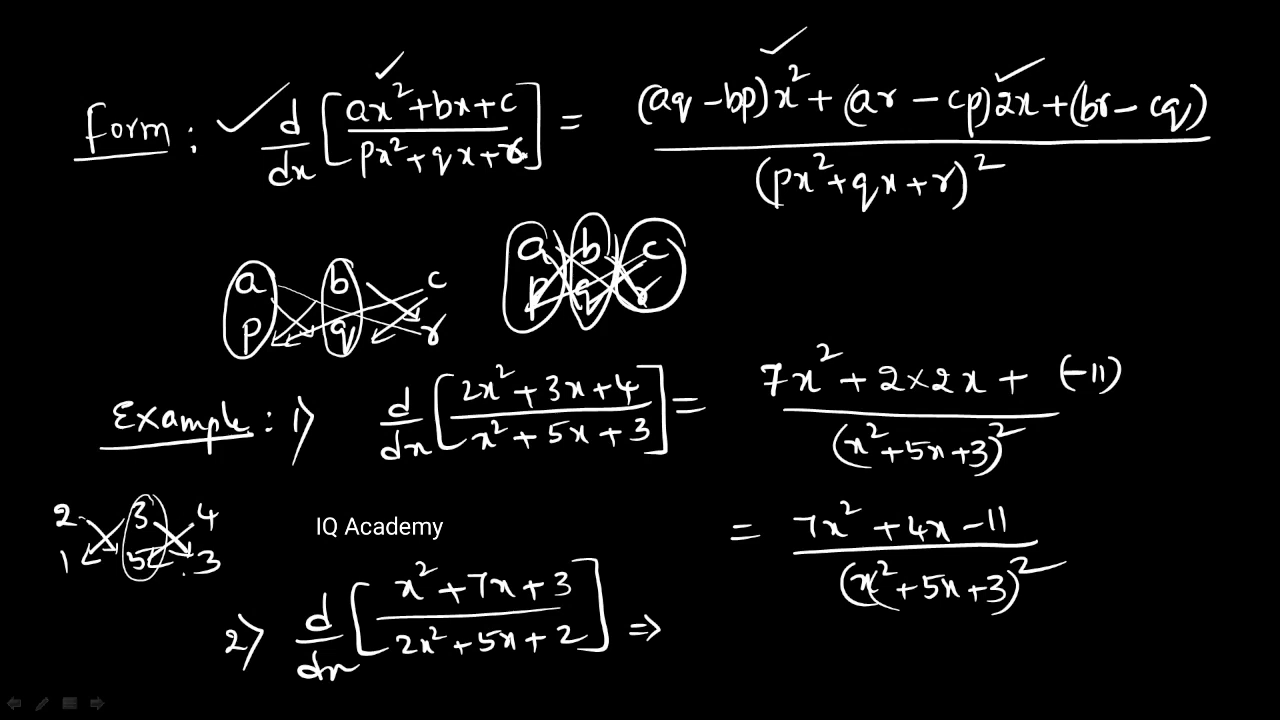 Form : d/dx [ (ax² + bx + c) / (px² + qx + r) ] = ((aq - bp)x² + (ar - cp)2x + (br - cq)) / (px² + qx + r)²
a b c
p q r
a b c
p q r
Example : 1) d/dx [ (2x² + 3x + 4) / (x² + 5x + 3) ] = (7x² + 2×2x + (-11)) / (x² + 5x + 3)²
2 3 4
1 5 3
IQ Academy
= (7x² + 4x - 11) / (x² + 5x + 3)²
2) d/dx [ (x² + 7x + 3) / (2x² + 5x + 2) ] ⇒